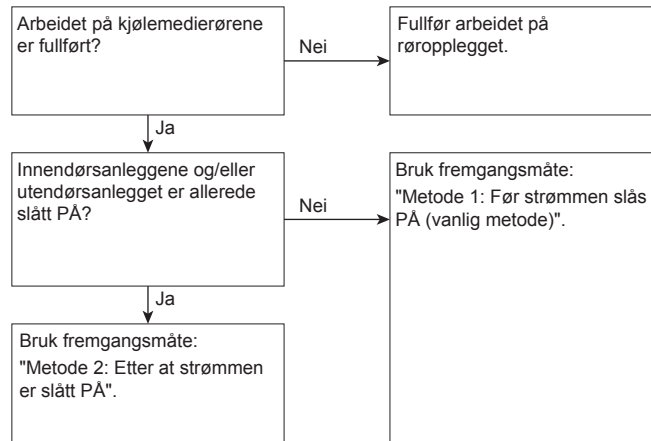 Arbeidet på kjølemedierørene
er fullført?
Nei
Fullfør arbeidet på
røropplegget.
Ja
Innendørsanleggene og/eller
utendørsanlegget er allerede
slått PÅ?
Nei
Bruk fremgangsmåte:
"Metode 1: Før strømmen slås
PÅ (vanlig metode)".
Ja
Bruk fremgangsmåte:
"Metode 2: Etter at strømmen
er slått PÅ".